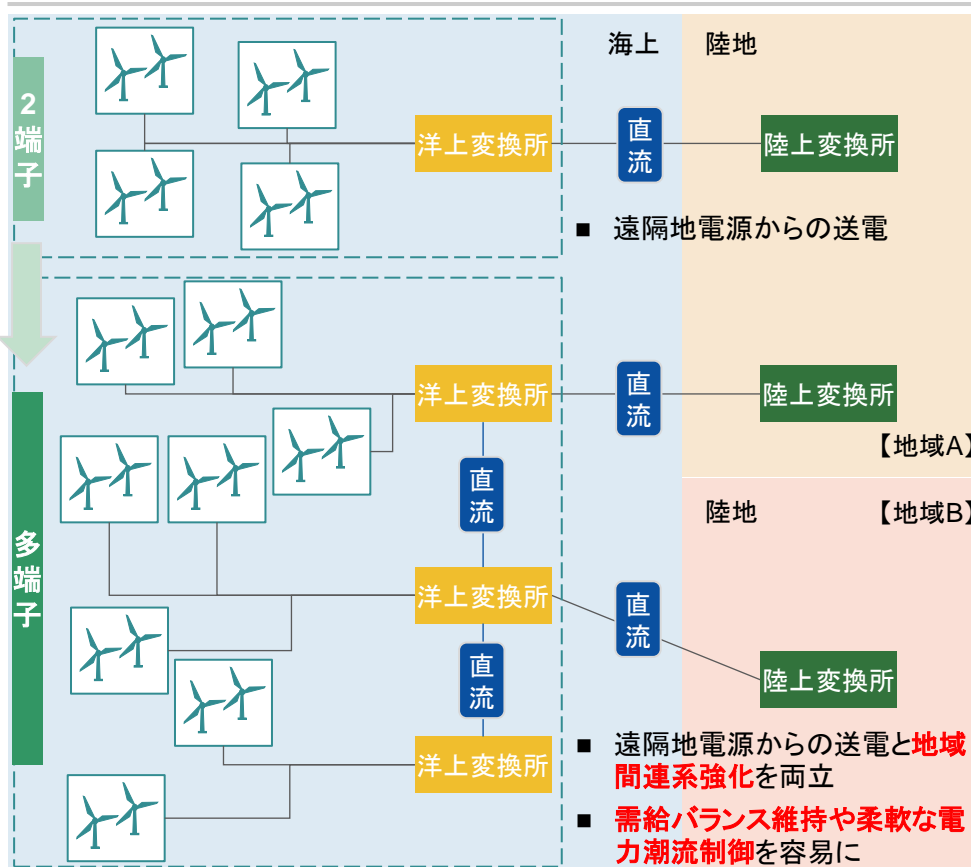 海上
陸地
2端子
洋上変換所
直流
陸上変換所
■ 遠隔地電源からの送電
多端子
洋上変換所
直流
陸上変換所
【地域A】
直流
陸地
【地域B】
洋上変換所
直流
陸上変換所
直流
洋上変換所
■ 遠隔地電源からの送電と地域
間連系強化を両立
■ 需給バランス維持や柔軟な電
力潮流制御を容易に